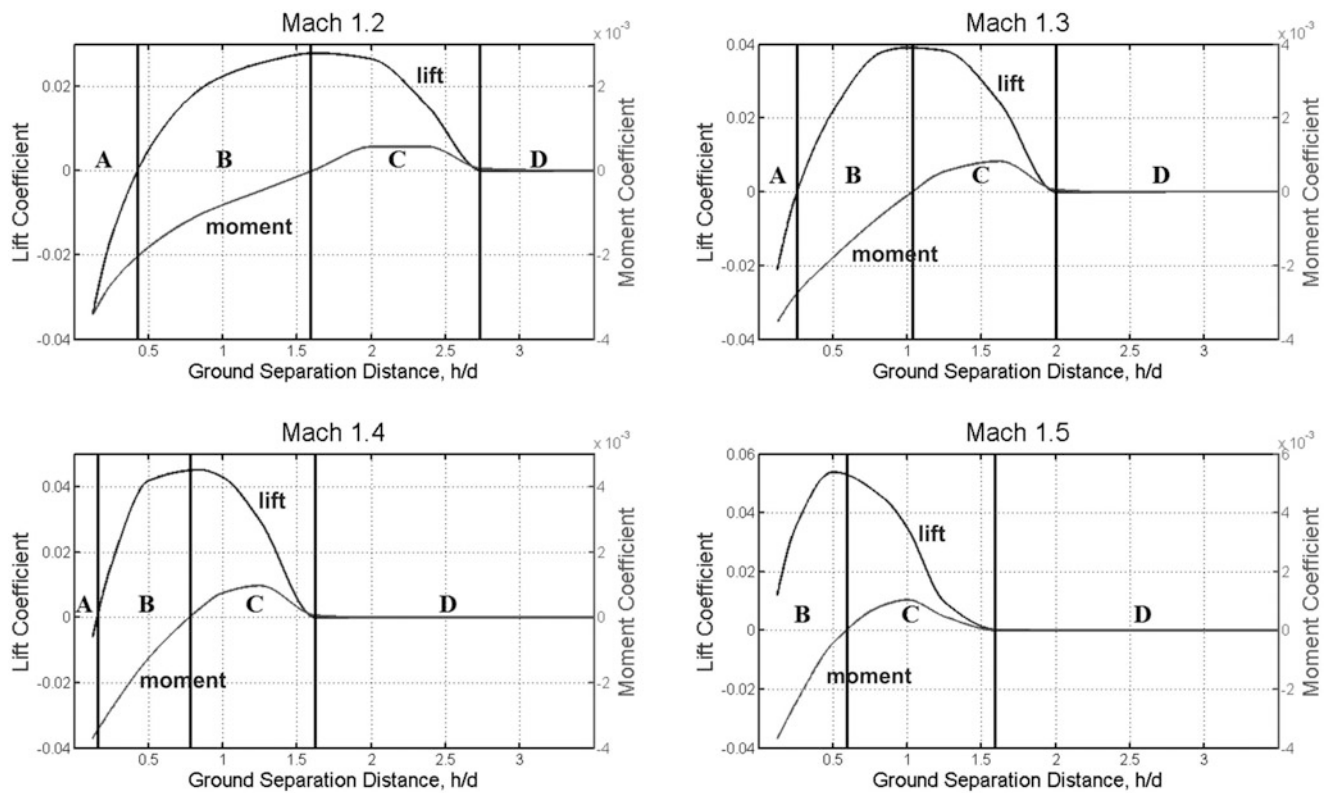 Mach 1.2
x 10⁻³
Lift Coefficient
0.02
0
-0.02
-0.04
A
B
C
D
lift
moment
2
0
-2
-4
Moment Coefficient
0.5
1
1.5
2
2.5
3
Ground Separation Distance, h/d
Mach 1.3
x 10⁻³
Lift Coefficient
0.04
0.02
0
-0.02
-0.04
A
B
C
D
lift
moment
4
2
0
-2
-4
Moment Coefficient
0.5
1
1.5
2
2.5
3
Ground Separation Distance, h/d
Mach 1.4
x 10⁻³
Lift Coefficient
0.04
0.02
0
-0.02
-0.04
A
B
C
D
lift
moment
4
2
0
-2
-4
Moment Coefficient
0.5
1
1.5
2
2.5
3
Ground Separation Distance, h/d
Mach 1.5
x 10⁻³
Lift Coefficient
0.06
0.04
0.02
0
-0.02
-0.04
B
C
D
lift
moment
6
4
2
0
-2
-4
Moment Coefficient
0.5
1
1.5
2
2.5
3
Ground Separation Distance, h/d